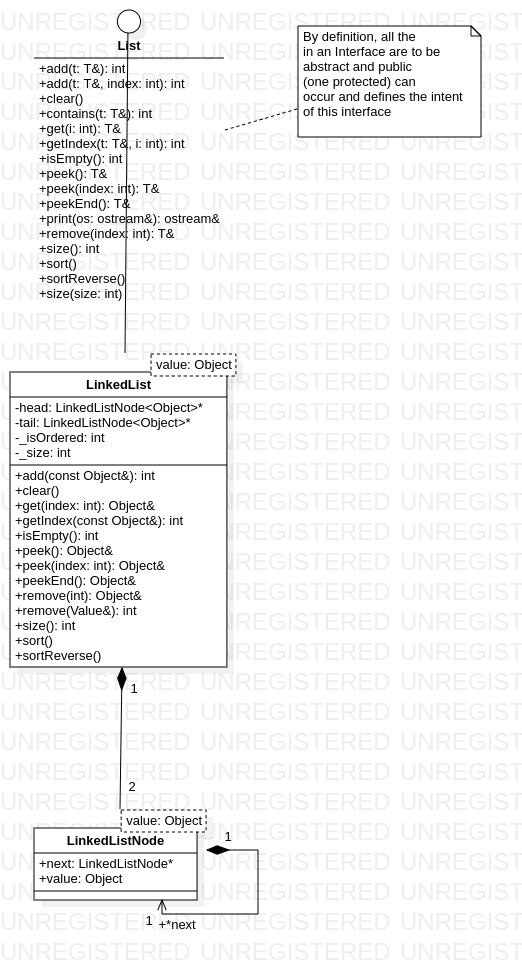 List
+add(t: T&): int
+add(t: T&, index: int): int
+clear()
+contains(t: T&): int
+get(i: int): T&
+getIndex(t: T&, i: int): int
+isEmpty(): int
+peek(): T&
+peek(index: int): T&
+peekEnd(): T&
+print(os: ostream&): ostream&
+remove(index: int): T&
+size(): int
+sort()
+sortReverse()
+size(size: int)
By definition, all the
in an Interface are to be
abstract and public
(one protected) can
occur and defines the intent
of this interface
value: Object
LinkedList
-head: LinkedListNode<Object>*
-tail: LinkedListNode<Object>*
-_isOrdered: int
-_size: int
+add(const Object&): int
+clear()
+get(index: int): Object&
+getIndex(const Object&): int
+isEmpty(): int
+peek(): Object&
+peek(index: int): Object&
+peekEnd(): Object&
+remove(int): Object&
+remove(Value&): int
+size(): int
+sort()
+sortReverse()
1
2
value: Object
LinkedListNode
+next: LinkedListNode*
+value: Object
1
1
+*next
UNREGISTERED